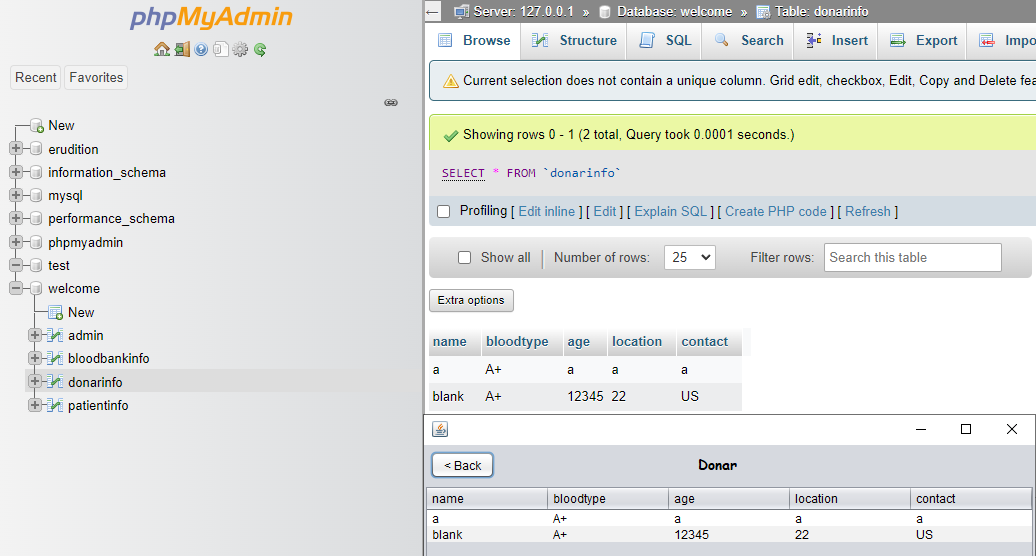 phpMyAdmin
Recent Favorites
New
erudition
information_schema
mysql
performance_schema
phpmyadmin
test
welcome
New
admin
bloodbankinfo
donarinfo
patientinfo
Server: 127.0.0.1 » Database: welcome » Table: donarinfo
Browse Structure SQL Search Insert Export Impo
Current selection does not contain a unique column. Grid edit, checkbox, Edit, Copy and Delete fea
Showing rows 0 - 1 (2 total, Query took 0.0001 seconds.)
SELECT * FROM `donarinfo`
Profiling [ Edit inline ] [ Edit ] [ Explain SQL ] [ Create PHP code ] [ Refresh ]
Show all Number of rows: 25 Filter rows: Search this table
Extra options
name bloodtype age location contact
a A+ a a a
blank A+ 12345 22 US
< Back Donar
name bloodtype age location contact
a A+ a a a
blank A+ 12345 22 US